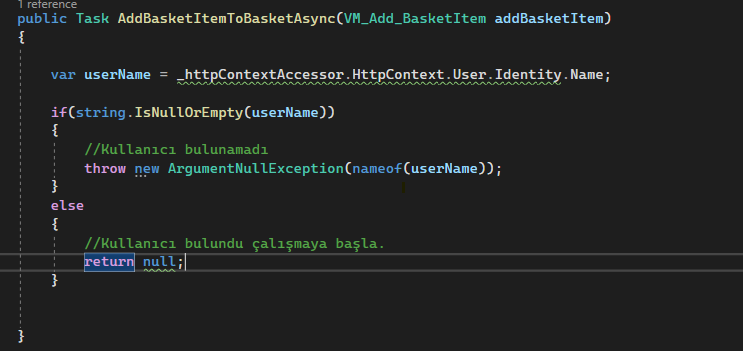 1 reference
public Task AddBasketItemToBasketAsync(VM_Add_BasketItem addBasketItem)
{
var userName = _httpContextAccessor.HttpContext.User.Identity.Name;
if(string.IsNullOrEmpty(userName))
{
//Kullanıcı bulunamadı
throw new ArgumentNullException(nameof(userName));
}
else
{
//Kullanıcı bulundu çalışmaya başla.
return null;
}
}